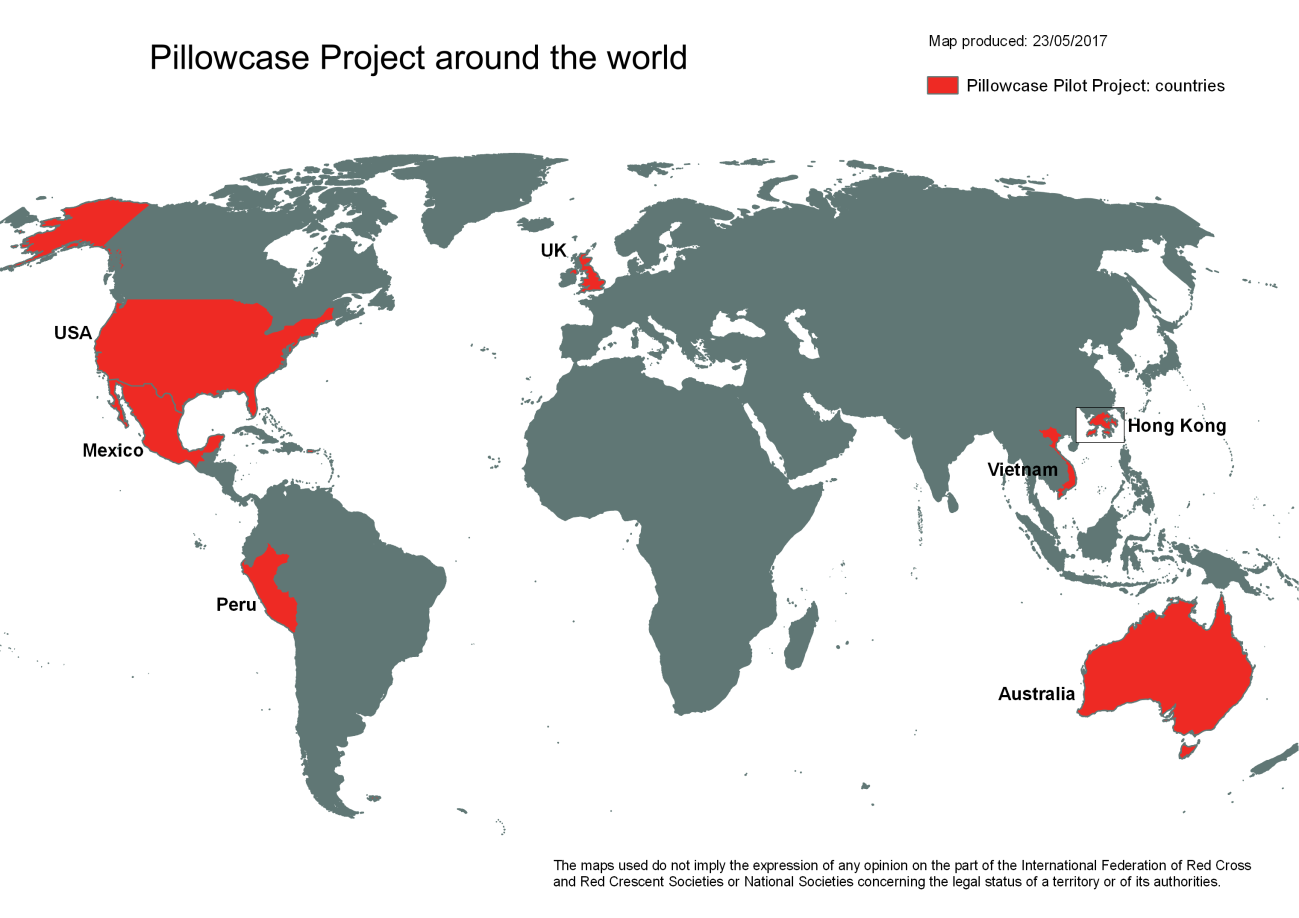 Pillowcase Project around the world
Map produced: 23/05/2017
Pillowcase Pilot Project: countries
UK
USA
Mexico
Hong Kong
Vietnam
Peru
Australia
The maps used do not imply the expression of any opinion on the part of the International Federation of Red Cross
and Red Crescent Societies or National Societies concerning the legal status of a territory or of its authorities.